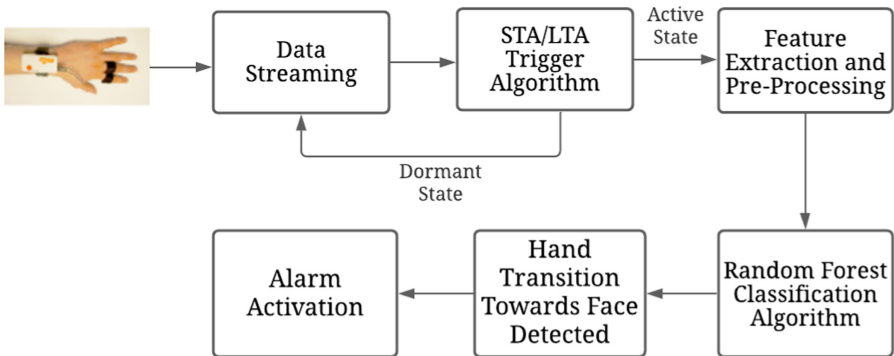 Data
Streaming
STA/LTA
Trigger
Algorithm
Active
State
Feature
Extraction and
Pre-Processing
Dormant
State
Random Forest
Classification
Algorithm
Hand
Transition
Towards Face
Detected
Alarm
Activation